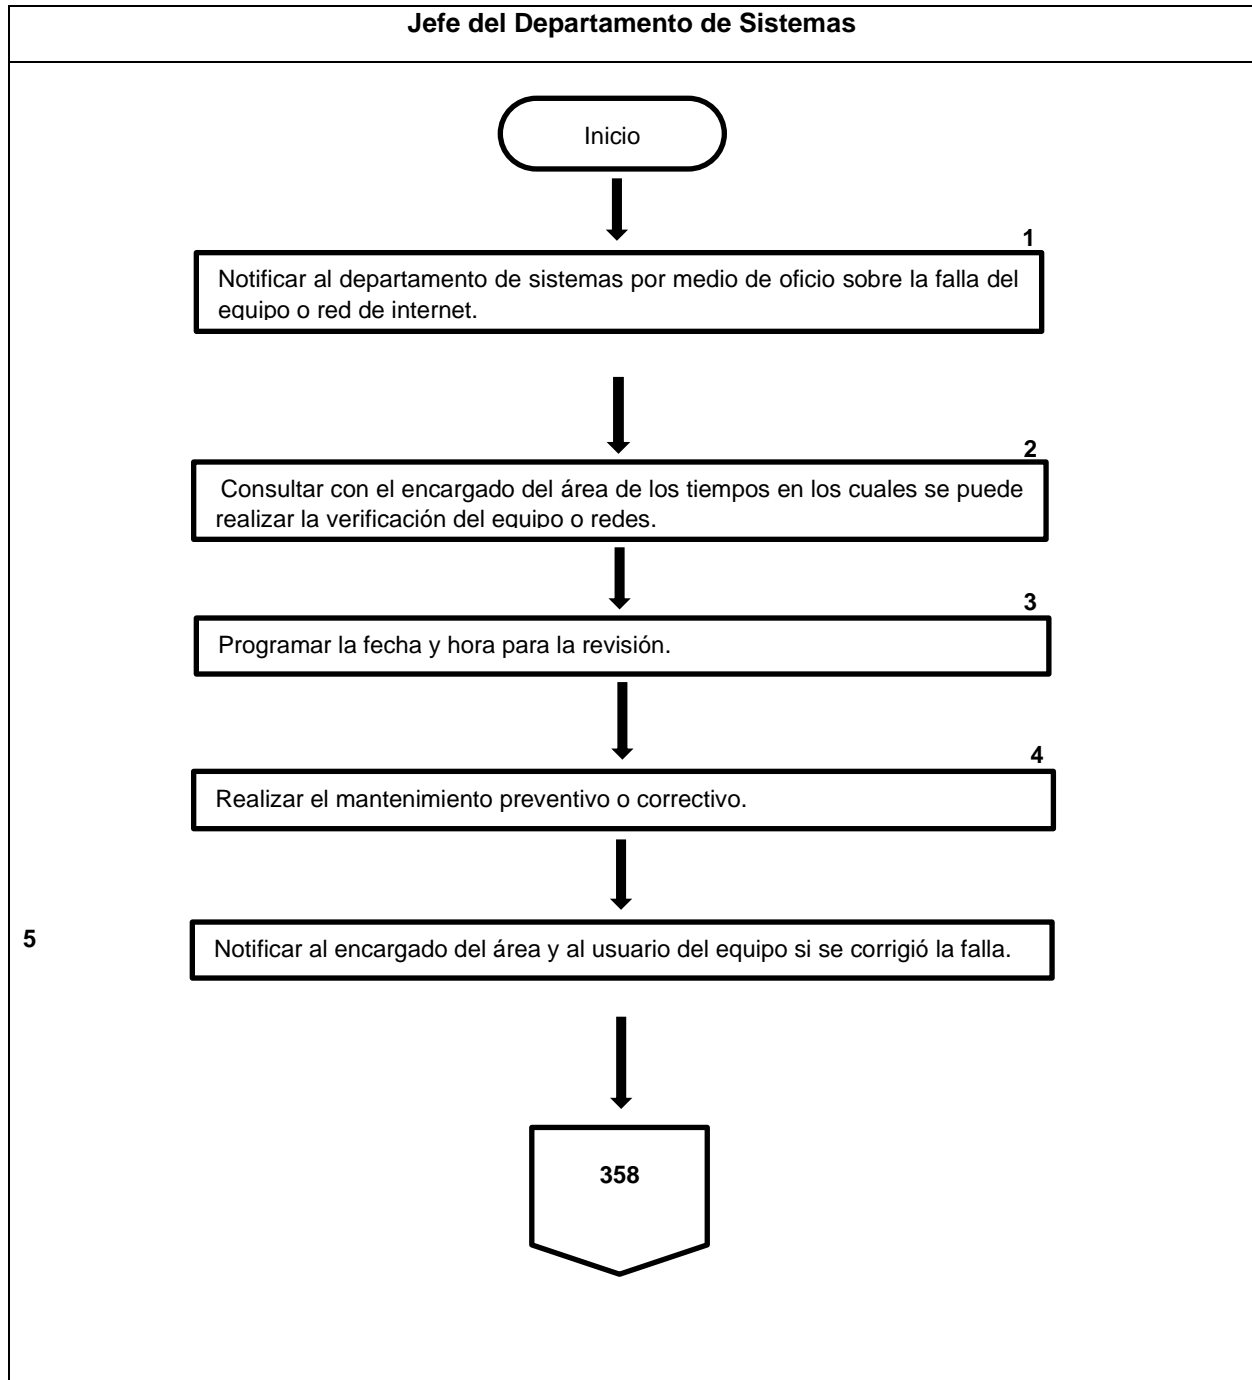 Jefe del Departamento de Sistemas
Inicio
1
Notificar al departamento de sistemas por medio de oficio sobre la falla del
equipo o red de internet.
2
Consultar con el encargado del área de los tiempos en los cuales se puede
realizar la verificación del equipo o redes.
3
Programar la fecha y hora para la revisión.
4
Realizar el mantenimiento preventivo o correctivo.
5
Notificar al encargado del área y al usuario del equipo si se corrigió la falla.
358